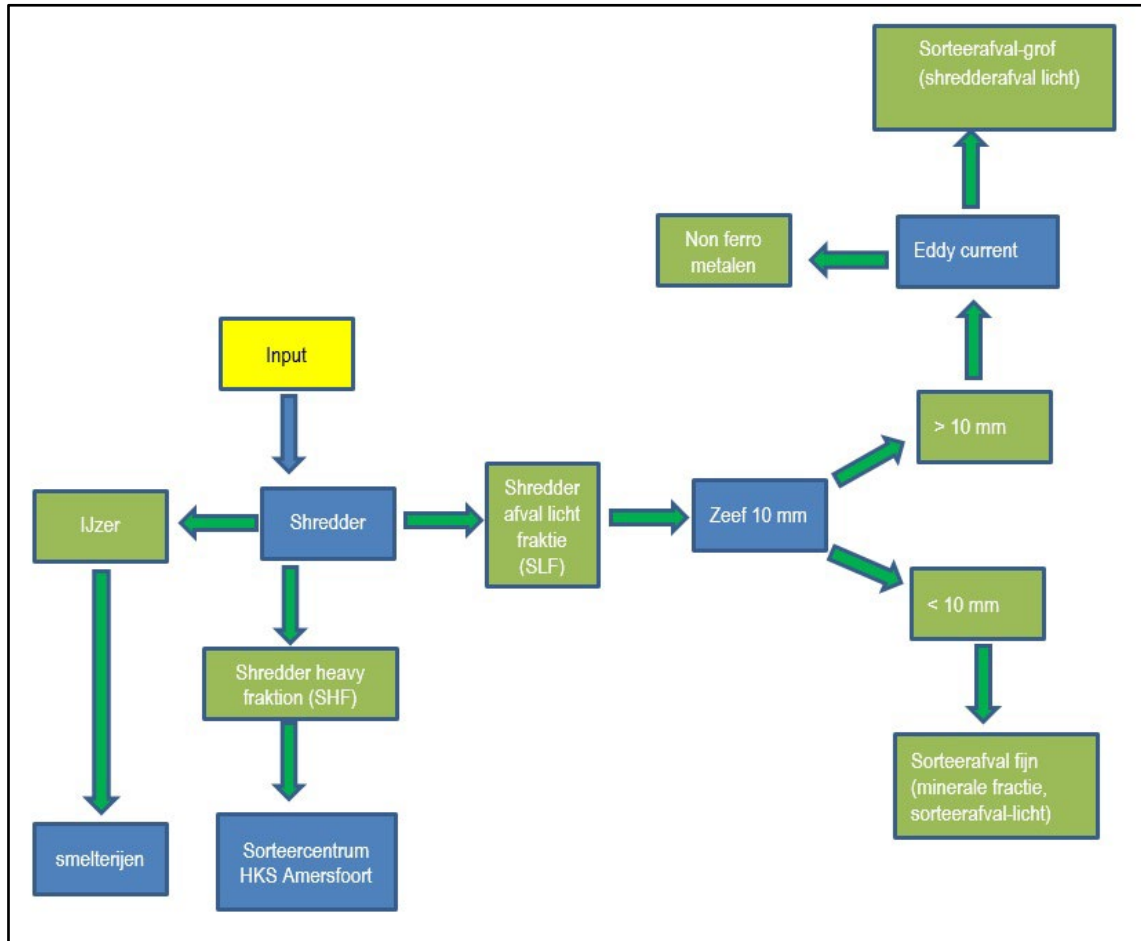 Sorteerafval-grof
(shredderafval licht)
Non ferro
metalen
Eddy current
Input
> 10 mm
IJzer
Shredder
Shredder
afval licht
fraktie
(SLF)
Zeef 10 mm
< 10 mm
Shredder heavy
fraktion (SHF)
Sorteerafval fijn
(minerale fractie,
sorteerafval-licht)
smelterijen
Sorteercentrum
HKS Amersfoort